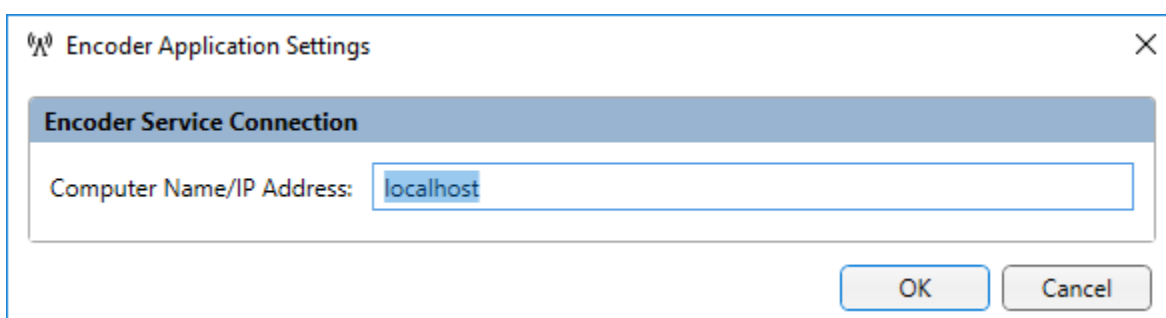 Encoder Application Settings
Encoder Service Connection
Computer Name/IP Address: localhost
OK Cancel